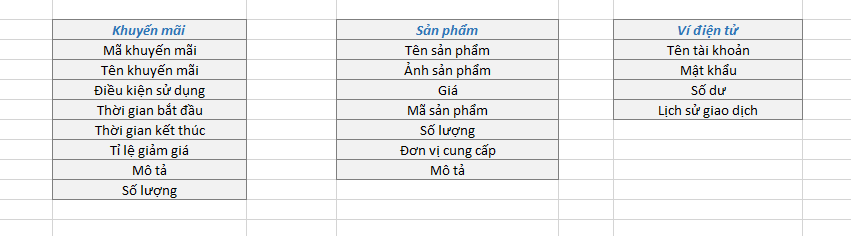 Khuyến mãi
Mã khuyến mãi
Tên khuyến mãi
Điều kiện sử dụng
Thời gian bắt đầu
Thời gian kết thúc
Tỉ lệ giảm giá
Mô tả
Số lượng
Sản phẩm
Tên sản phẩm
Ảnh sản phẩm
Giá
Mã sản phẩm
Số lượng
Đơn vị cung cấp
Mô tả
Ví điện tử
Tên tài khoản
Mật khẩu
Số dư
Lịch sử giao dịch